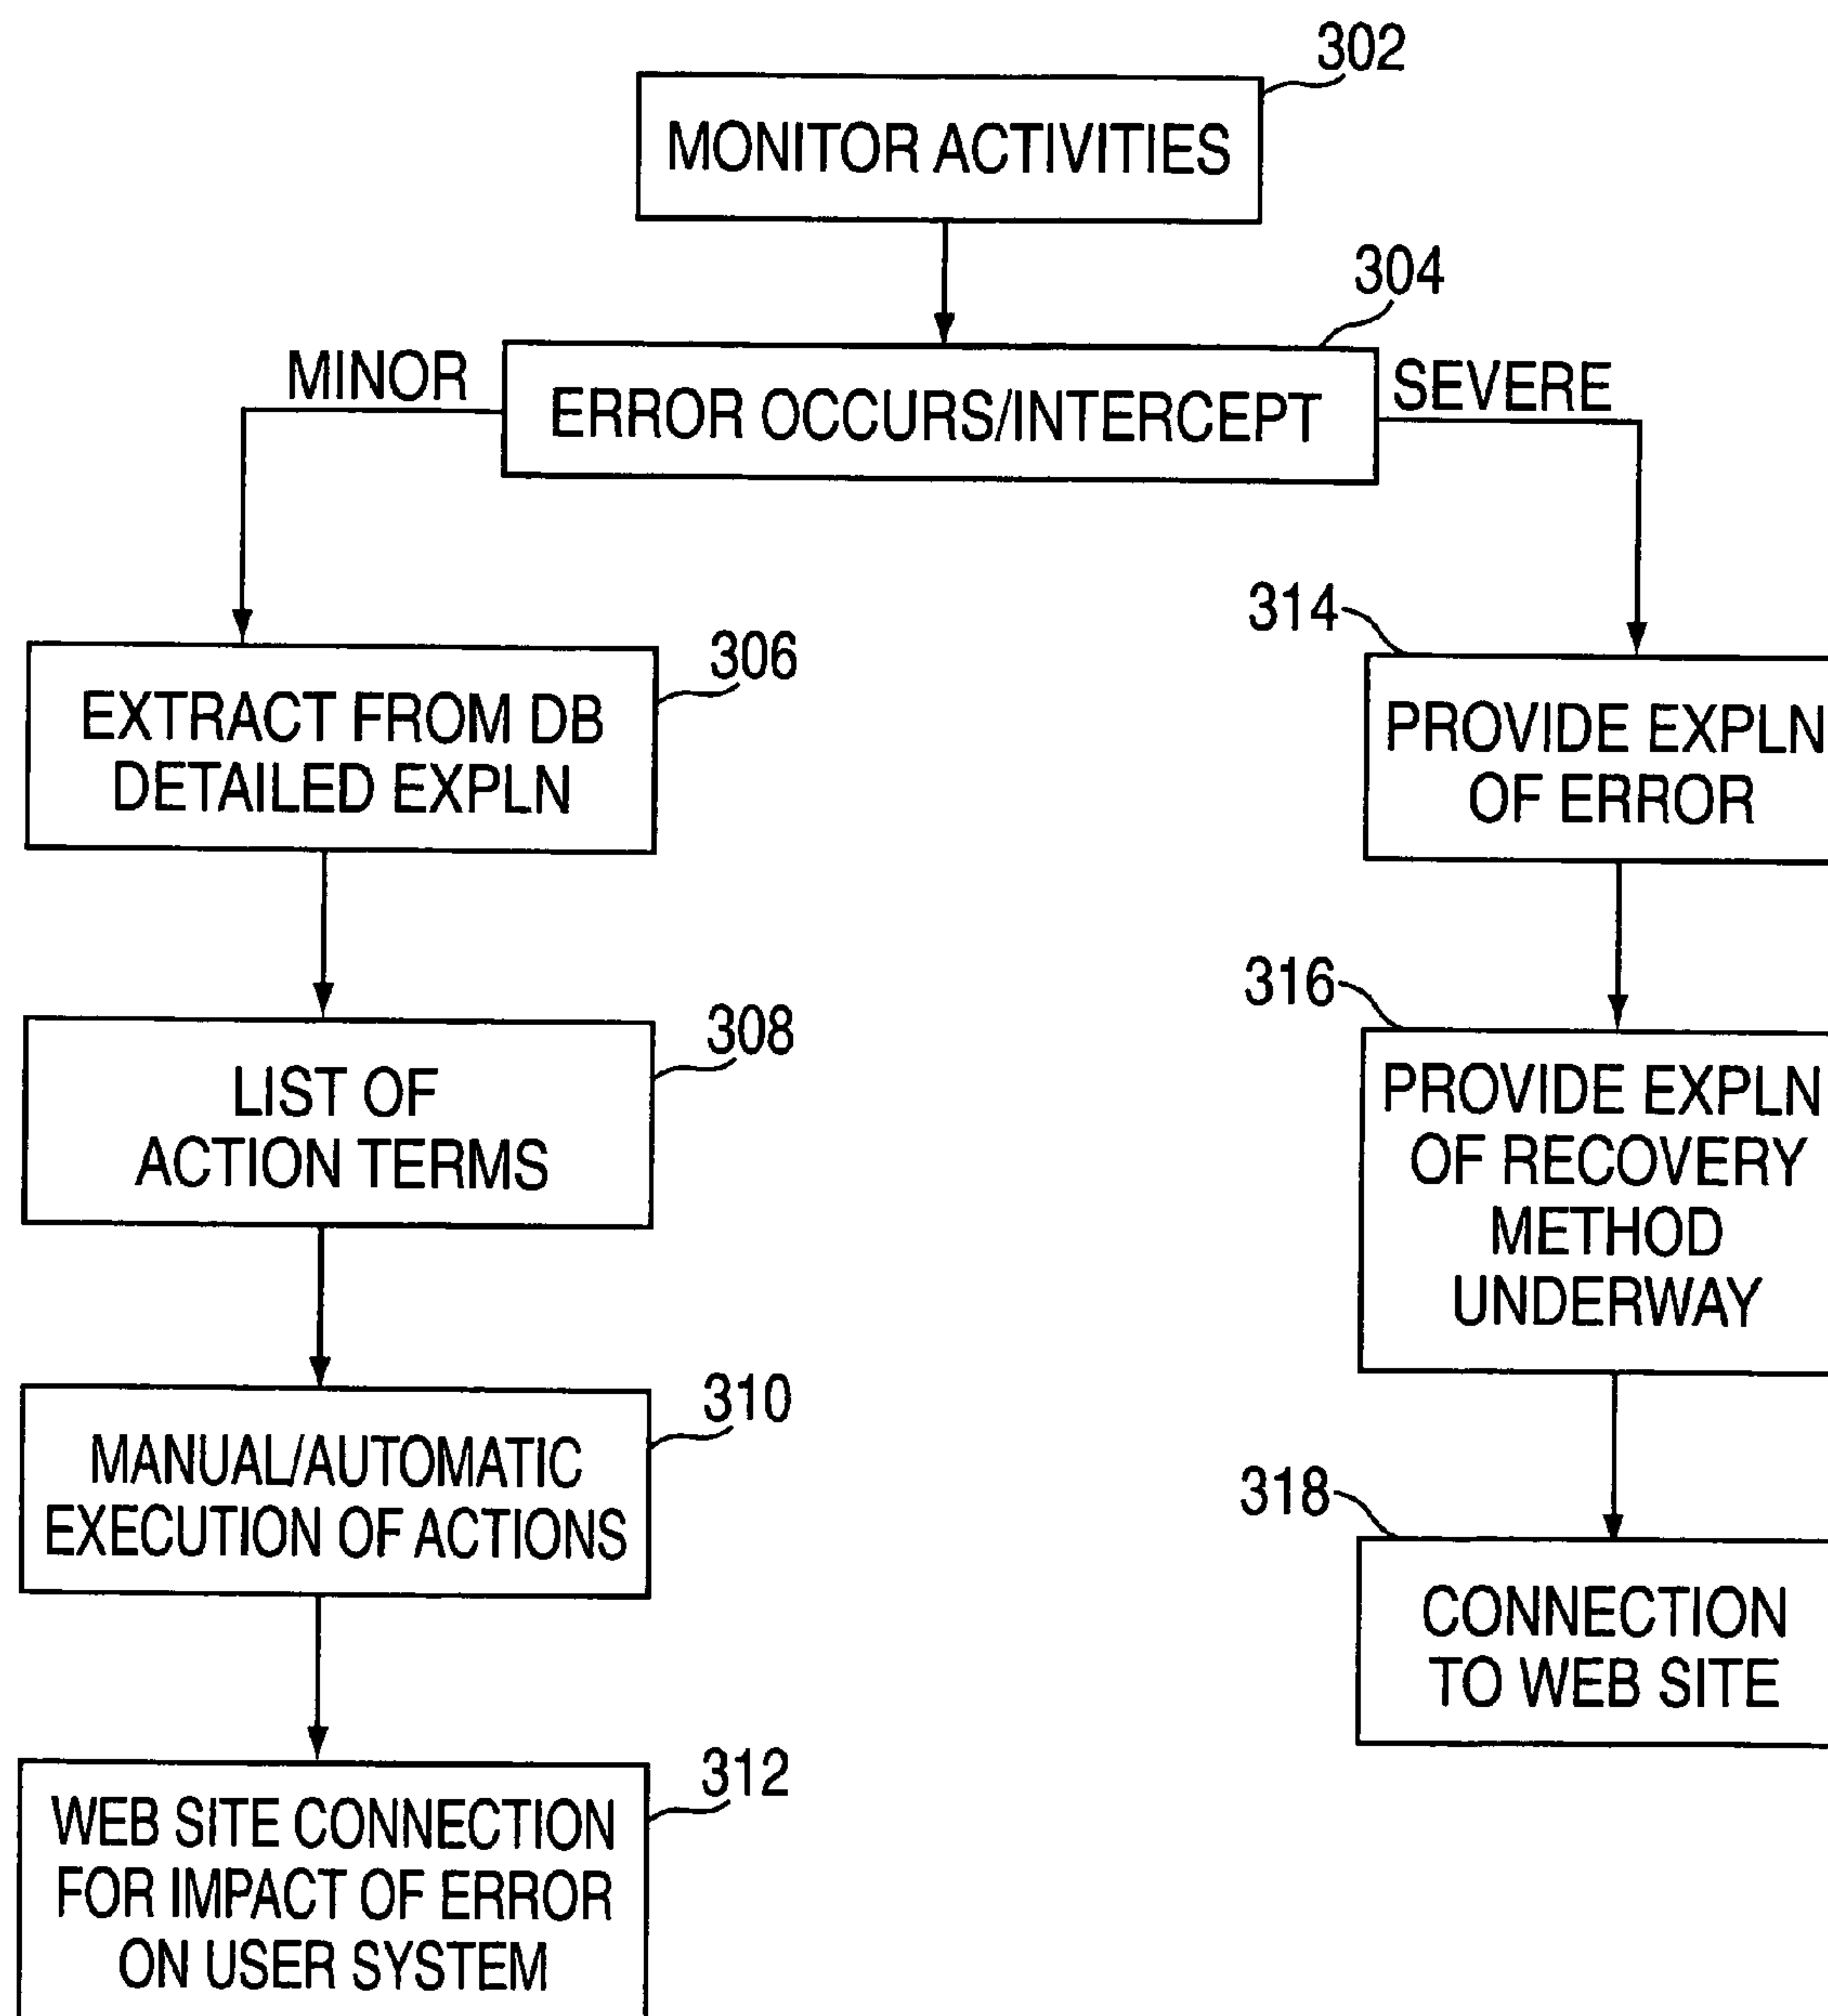 302
MONITOR ACTIVITIES
304
MINOR
ERROR OCCURS/INTERCEPT
SEVERE
306
EXTRACT FROM DB
DETAILED EXPLN
308
LIST OF
ACTION TERMS
310
MANUAL/AUTOMATIC
EXECUTION OF ACTIONS
312
WEB SITE CONNECTION
FOR IMPACT OF ERROR
ON USER SYSTEM
314
PROVIDE EXPLN
OF ERROR
316
PROVIDE EXPLN
OF RECOVERY
METHOD
UNDERWAY
318
CONNECTION
TO WEB SITE